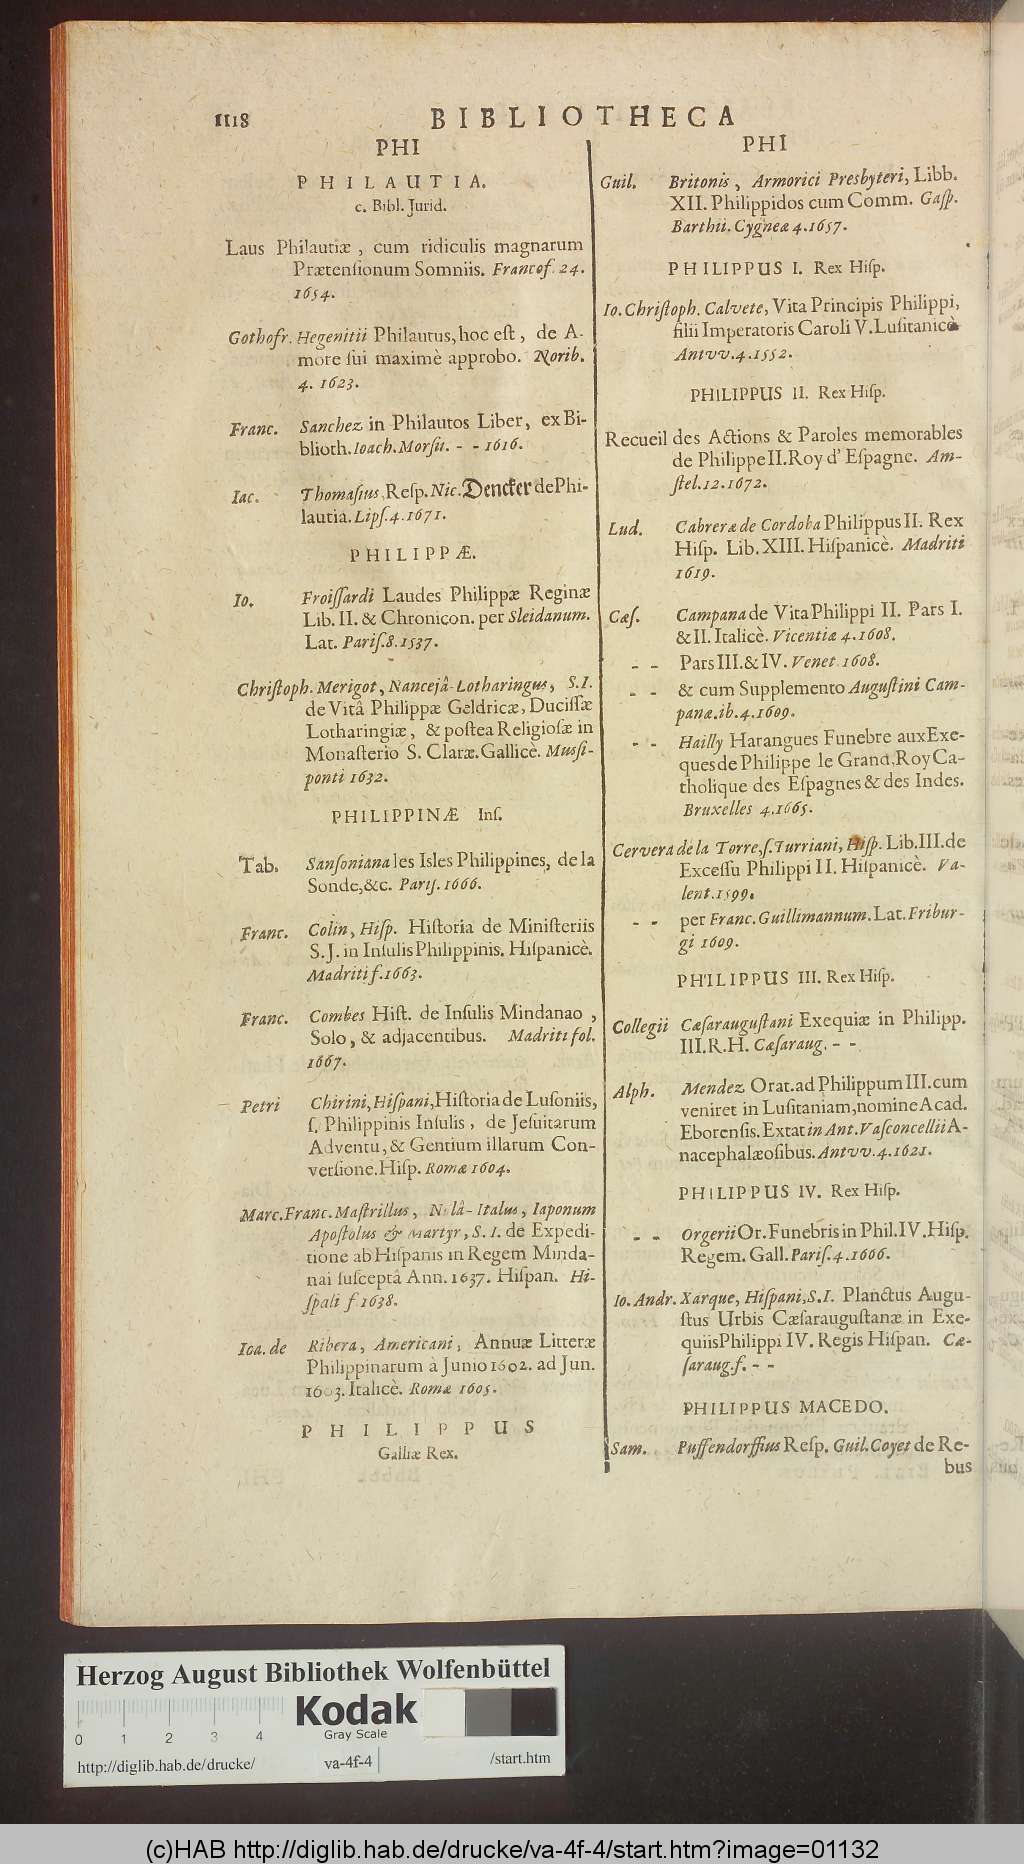 1118
BIBLIOTHECA
PHI
PHILAUTIA.
c. Bibl. Jurid.
Laus Philautiæ, cum ridiculis magnarum
Prætenſionum Somniis. Francof. 24.
1654.
Gothofr. Hegenitii Philautus, hoc eſt, de A-
more ſui maximè approbo. Norib.
4. 1623.
Franc. Sanchez in Philautos Liber, ex Bi-
blioth. Ioach. Morſii. - - 1616.
Iac. Thomaſius, Reſp. Nic. Dencker de Phi-
lautia. Lipſ. 4. 1671.
PHILIPPÆ.
Io. Froiſſardi Laudes Philippæ Reginæ
Lib. II. & Chronicon. per Sleidanum.
Lat. Pariſ. 8. 1537.
Chriſtoph. Merigot, Nancejâ-Lotharingus, S.I.
de Vitâ Philippæ Geldricæ, Duciſſæ
Lotharingiæ, & poſtea Religioſæ in
Monaſterio S. Claræ. Gallicè. Muſſi-
ponti 1632.
PHILIPPINÆ Inſ.
Tab. Sanſoniana les Isles Philippines, de la
Sonde, &c. Pariſ. 1666.
Franc. Colin, Hiſp. Hiſtoria de Miniſteriis
S.J. in Inſulis Philippinis. Hiſpanicè.
Madriti f. 1663.
Franc. Combes Hiſt. de Inſulis Mindanao,
Solo, & adjacentibus. Madriti fol.
1667.
Petri Chirini, Hiſpani, Hiſtoria de Luſoniis,
ſ. Philippinis Inſulis, de Jeſuitarum
Adventu, & Gentium illarum Con-
verſione. Hiſp. Romæ 1604.
Marc. Franc. Maſtrillus, Nolâ-Italus, Iaponum
Apoſtolus & Martyr, S.I. de Expedi-
tione ab Hiſpanis in Regem Minda-
nai ſuſceptâ Ann. 1637. Hiſpan. Hi-
ſpali f 1638.
Ioa. de Ribera, Americani, Annuæ Litteræ
Philippinarum à Junio 1602. ad Jun.
1603. Italicè. Romæ 1605.
PHILIPPUS
Galliæ Rex.
PHI
Guil. Britonis, Armorici Presbyteri, Libb.
XII. Philippidos cum Comm. Gaſp.
Barthii. Cygneæ 4. 1657.
PHILIPPUS I. Rex Hiſp.
Io. Chriſtoph. Calvete, Vita Principis Philippi,
filii Imperatoris Caroli V. Luſitanicè
Antvv. 4. 1552.
PHILIPPUS II. Rex Hiſp.
Recueil des Actions & Paroles memorables
de Philippe II. Roy d'Eſpagne. Am-
ſtel. 12. 1672.
Lud. Cabreræ de Cordoba Philippus II. Rex
Hiſp. Lib. XIII. Hiſpanicè. Madriti
1619.
Cæſ. Campana de Vita Philippi II. Pars I.
& II. Italicè. Vicentiæ 4. 1608.
- - Pars III. & IV. Venet 1608.
- - & cum Supplemento Auguſtini Cam-
panæ. ib. 4. 1609.
- - Hailly Harangues Funebre aux Exe-
ques de Philippe le Grand, Roy Ca-
tholique des Eſpagnes & des Indes.
Bruxelles 4. 1665.
Cervera de la Torre, ſ. Turriani, Hiſp. Lib. III. de
Exceſſu Philippi II. Hiſpanicè. Va-
lent. 1599.
- - per Franc. Guillimannum. Lat. Fribur-
gi 1609.
PHILIPPUS III. Rex Hiſp.
Collegii Cæſarauguſtani Exequiæ in Philipp.
III. R.H. Cæſaraug. - -
Alph. Mendez Orat. ad Philippum III. cum
veniret in Luſitaniam, nomine Acad.
Eborenſis. Extat in Ant. Vaſconcellii A-
nacephalæoſibus. Antvv. 4. 1621.
PHILIPPUS IV. Rex Hiſp.
- - Orgerii Or. Funebris in Phil. IV. Hiſp.
Regem. Gall. Pariſ. 4. 1666.
Io. Andr. Xarque, Hiſpani, S.I. Planctus Augu-
ſtus Urbis Cæſarauguſtanæ in Exe-
quiis Philippi IV. Regis Hiſpan. Cæ-
ſaraug. f. - -
PHILIPPUS MACEDO.
Sam. Puffendorffius Reſp. Guil. Coyet de Re-
bus
Herzog August Bibliothek Wolfenbüttel
Kodak
Gray Scale
0 1 2 3 4
http://diglib.hab.de/drucke/ va-4f-4 /start.htm
(c)HAB http://diglib.hab.de/drucke/va-4f-4/start.htm?image=01132